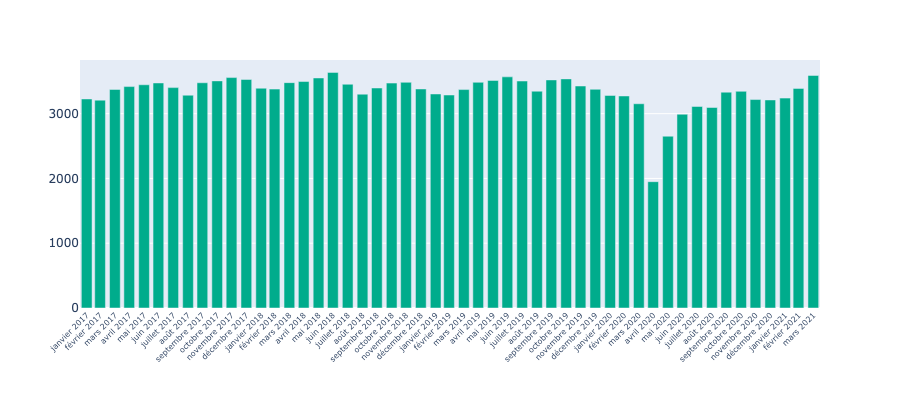 3000
2000
1000
0
janvier 2017
février 2017
mars 2017
avril 2017
mai 2017
juin 2017
juillet 2017
août 2017
septembre 2017
octobre 2017
novembre 2017
décembre 2017
janvier 2018
février 2018
mars 2018
avril 2018
mai 2018
juin 2018
juillet 2018
août 2018
septembre 2018
octobre 2018
novembre 2018
décembre 2018
janvier 2019
février 2019
mars 2019
avril 2019
mai 2019
juin 2019
juillet 2019
août 2019
septembre 2019
octobre 2019
novembre 2019
décembre 2019
janvier 2020
février 2020
mars 2020
avril 2020
mai 2020
juin 2020
juillet 2020
août 2020
septembre 2020
octobre 2020
novembre 2020
décembre 2020
janvier 2021
février 2021
mars 2021